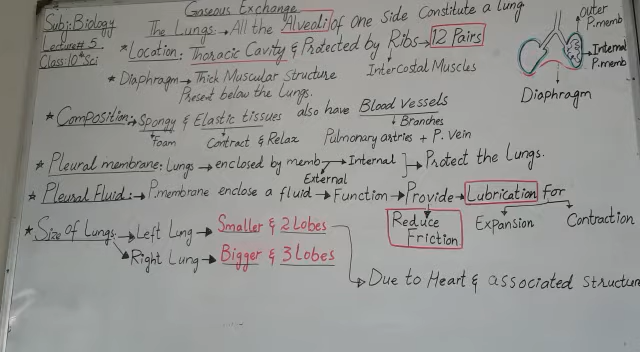 Gaseous Exchange
Subj: Biology
Lecture # 5
Class: 10th Sci
The Lungs: → All the Alveoli of one Side Constitute a lung
* Location: Thoracic Cavity & Protected by Ribs → 12 Pairs
Intercostal Muscles
* Diaphragm → Thick Muscular Structure
Present below the Lungs.
outer
P.memb
Internal
P.memb
Diaphragm
* Composition: → Spongy & Elastic tissues also have Blood vessels
Foam Contract & Relax Branches
Pulmonary artries + P. Vein
* Pleural membrane: Lungs → enclosed by memb → Internal → Protect the Lungs.
External
* Pleural Fluid: → P.membrane enclose a fluid → Function → Provide → Lubrication for
Reduce Friction
Expansion
Contraction
* Size of Lungs: → Left Lung → Smaller & 2 Lobes
→ Right Lung → Bigger & 3 Lobes
→ Due to Heart & associated Structure